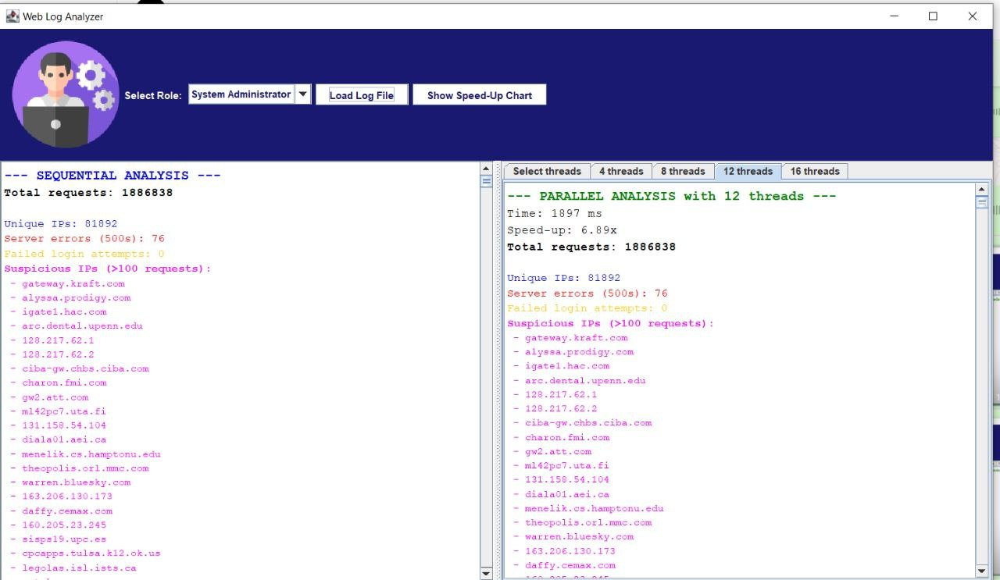 Web Log Analyzer
Select Role: System Administrator Load Log File Show Speed-Up Chart
--- SEQUENTIAL ANALYSIS ---
Total requests: 1886838
Unique IPs: 81892
Server errors (500s): 76
Failed login attempts: 0
Suspicious IPs (>100 requests):
- gateway.kraft.com
- alyssa.prodigy.com
- igate1.hac.com
- arc.dental.upenn.edu
- 128.217.62.1
- 128.217.62.2
- ciba-gw.chbs.ciba.com
- charon.fmi.com
- gw2.att.com
- ml42pc7.uta.fi
- 131.158.54.104
- diala01.aei.ca
- menelik.cs.hamptonu.edu
- theopolis.orl.mmc.com
- warren.bluesky.com
- 163.206.130.173
- daffy.cemax.com
- 160.205.23.245
- sisps19.upc.es
- cpcapps.tulsa.k12.ok.us
- legolas.isl.ists.ca
Select threads 4 threads 8 threads 12 threads 16 threads
--- PARALLEL ANALYSIS with 12 threads ---
Time: 1897 ms
Speed-up: 6.89x
Total requests: 1886838
Unique IPs: 81892
Server errors (500s): 76
Failed login attempts: 0
Suspicious IPs (>100 requests):
- gateway.kraft.com
- alyssa.prodigy.com
- igate1.hac.com
- arc.dental.upenn.edu
- 128.217.62.1
- 128.217.62.2
- ciba-gw.chbs.ciba.com
- charon.fmi.com
- gw2.att.com
- ml42pc7.uta.fi
- 131.158.54.104
- diala01.aei.ca
- menelik.cs.hamptonu.edu
- theopolis.orl.mmc.com
- warren.bluesky.com
- 163.206.130.173
- daffy.cemax.com